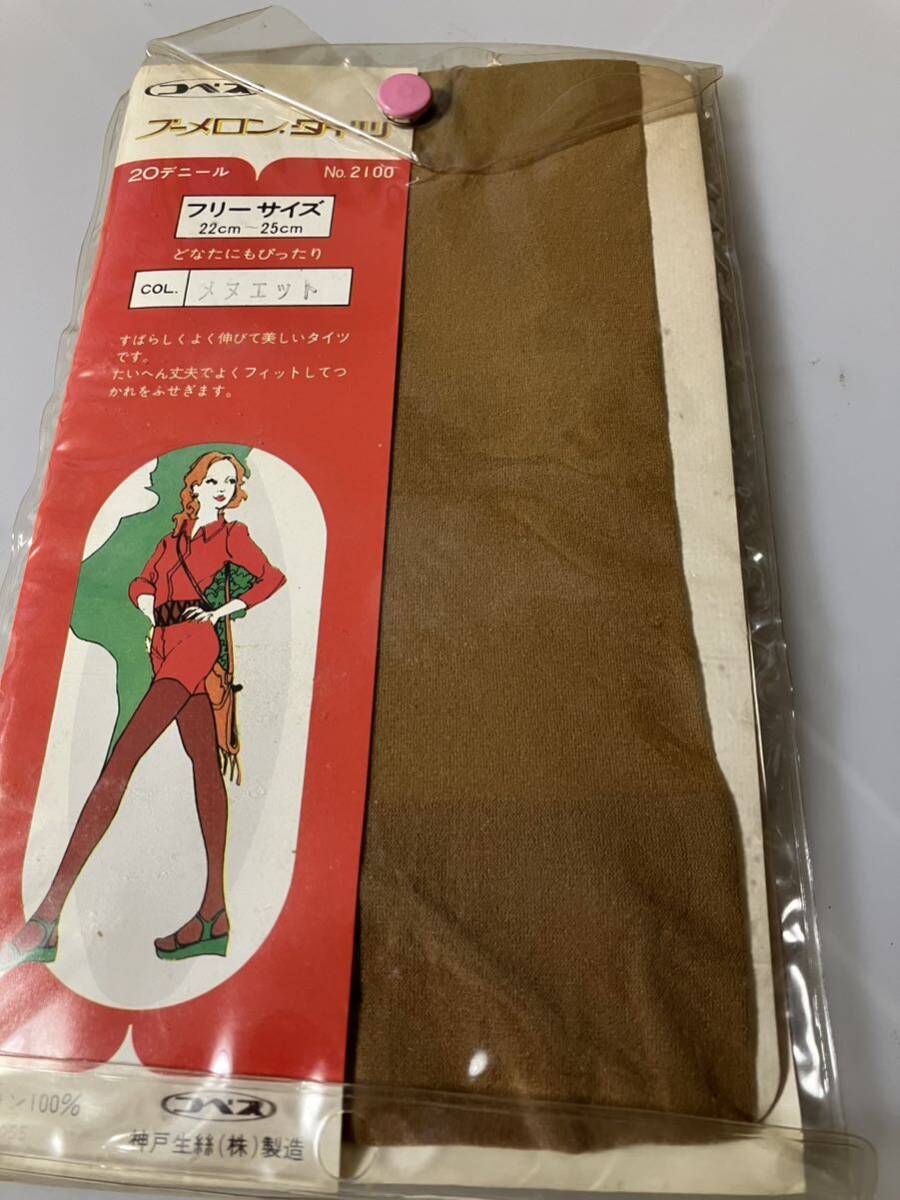 コベス
ブーメロン・タイツ
20デニール No.2100
フリーサイズ
22cm~25cm
どなたにもぴったり
COL. メヌエット
すばらしくよく伸びて美しいタイツ
です。
たいへん丈夫でよくフィットしてつ
かれをふせぎます。
ン100%
コベス
神戸生絲(株)製造